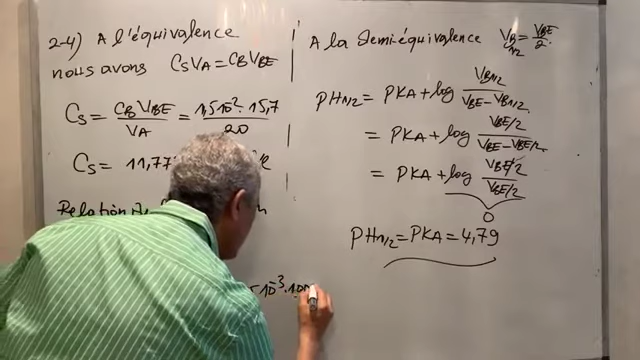 2-4) A l'équivalence
nous avons CsVA = CBVBE
Cs = CBVBE/VA = 1,5 10⁻².15,7/20
Cs = 11,77
Relation
10⁻³.100
A la Demi-équivalence VB1/2 = VBE/2.
PH1/2 = PKA + log VB1/2/VBE-VB1/2
= PKA + log VBE/2/VBE-VBE/2
= PKA + log VBE/2/VBE/2
0
PH1/2 = PKA = 4,79